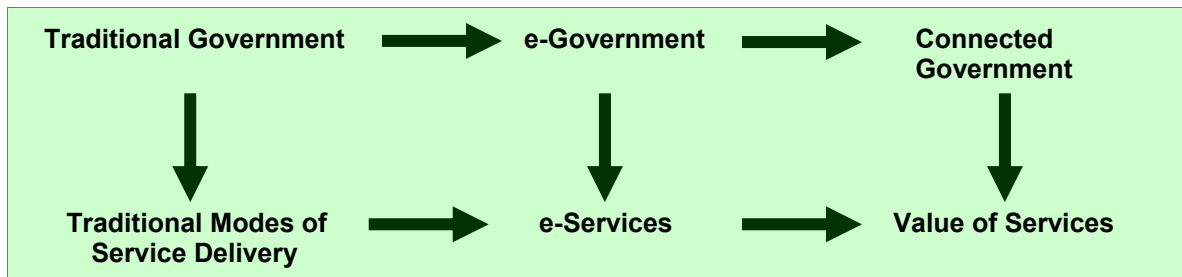 Traditional Government
e-Government
Connected
Government
Traditional Modes of
Service Delivery
e-Services
Value of Services